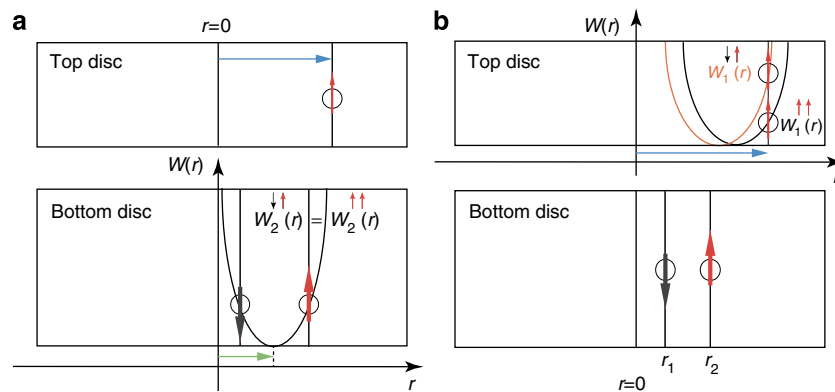 a
r=0
Top disc
W(r)
Bottom disc
W₂↓↑(r) = W₂↑↑(r)
r
b
W(r)
Top disc
W₁↓↑(r)
W₁↑↑(r)
Bottom disc
r₁ r₂
r=0